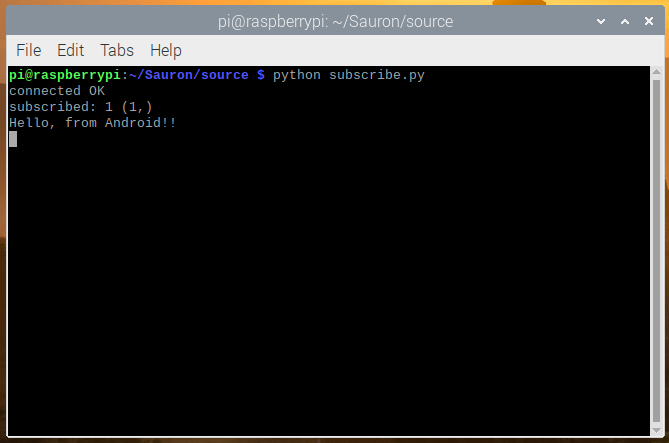 pi@raspberrypi: ~/Sauron/source
File Edit Tabs Help
pi@raspberrypi:~/Sauron/source $ python subscribe.py
connected OK
subscribed: 1 (1,)
Hello, from Android!!